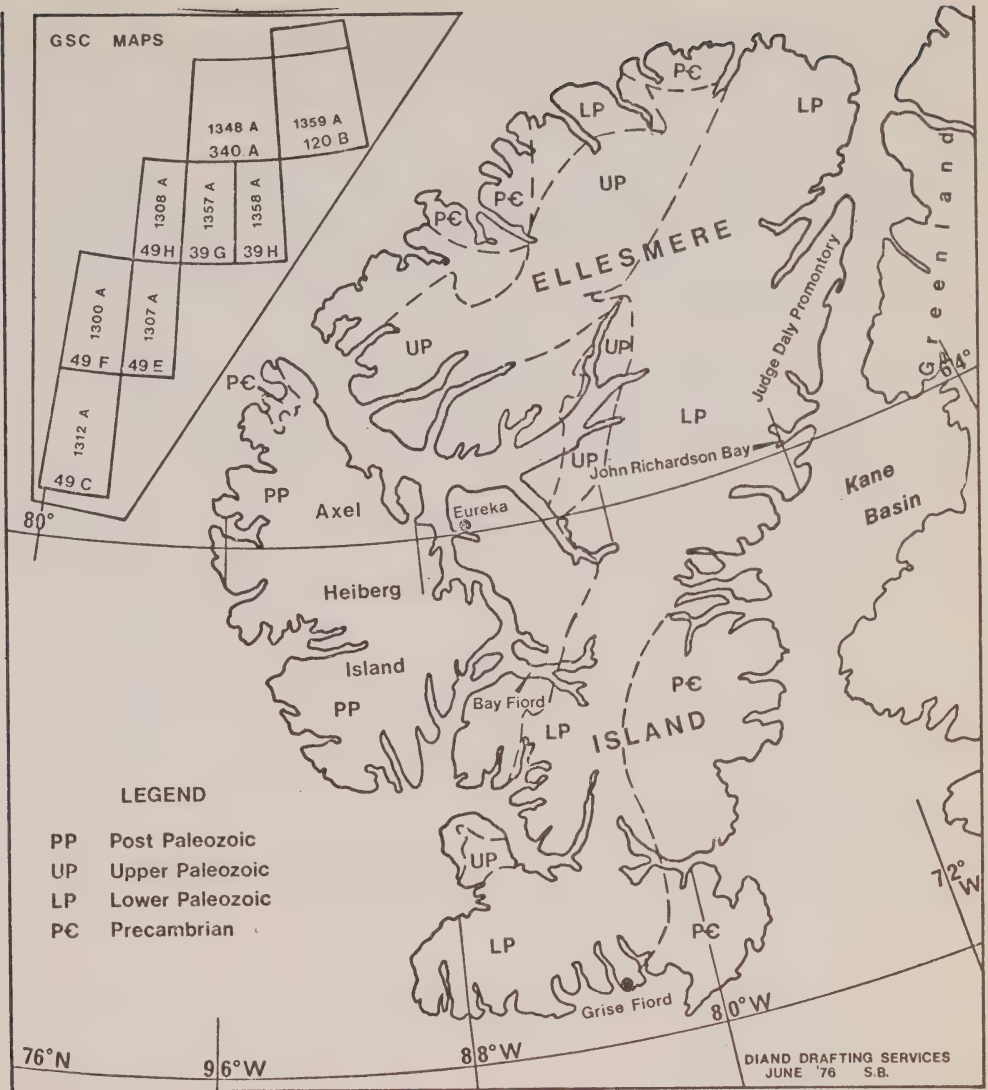 GSC MAPS
1348 A
340 A
1359 A
120 B
1308 A
49H
1357 A
39 G
1358 A
39 H
1300 A
49 F
1307 A
49E
1312 A
49 C
80°
PЄ
LP
LP
UP
PЄ
PЄ
ELLESMERE
Greenland
Judge Daly Promontory
64°
UP
UP
PЄ
LP
UP
John Richardson Bay
Kane
Basin
PP
Axel
Eureka
Heiberg
Island
PP
PЄ
Bay Fiord
LP
ISLAND
LEGEND
PP Post Paleozoic
UP Upper Paleozoic
LP Lower Paleozoic
PЄ Precambrian
UP
72°
W
LP
PЄ
Grise Fiord
80°W
76°N
96°W
88°W
DIAND DRAFTING SERVICES
JUNE '76 S.B.